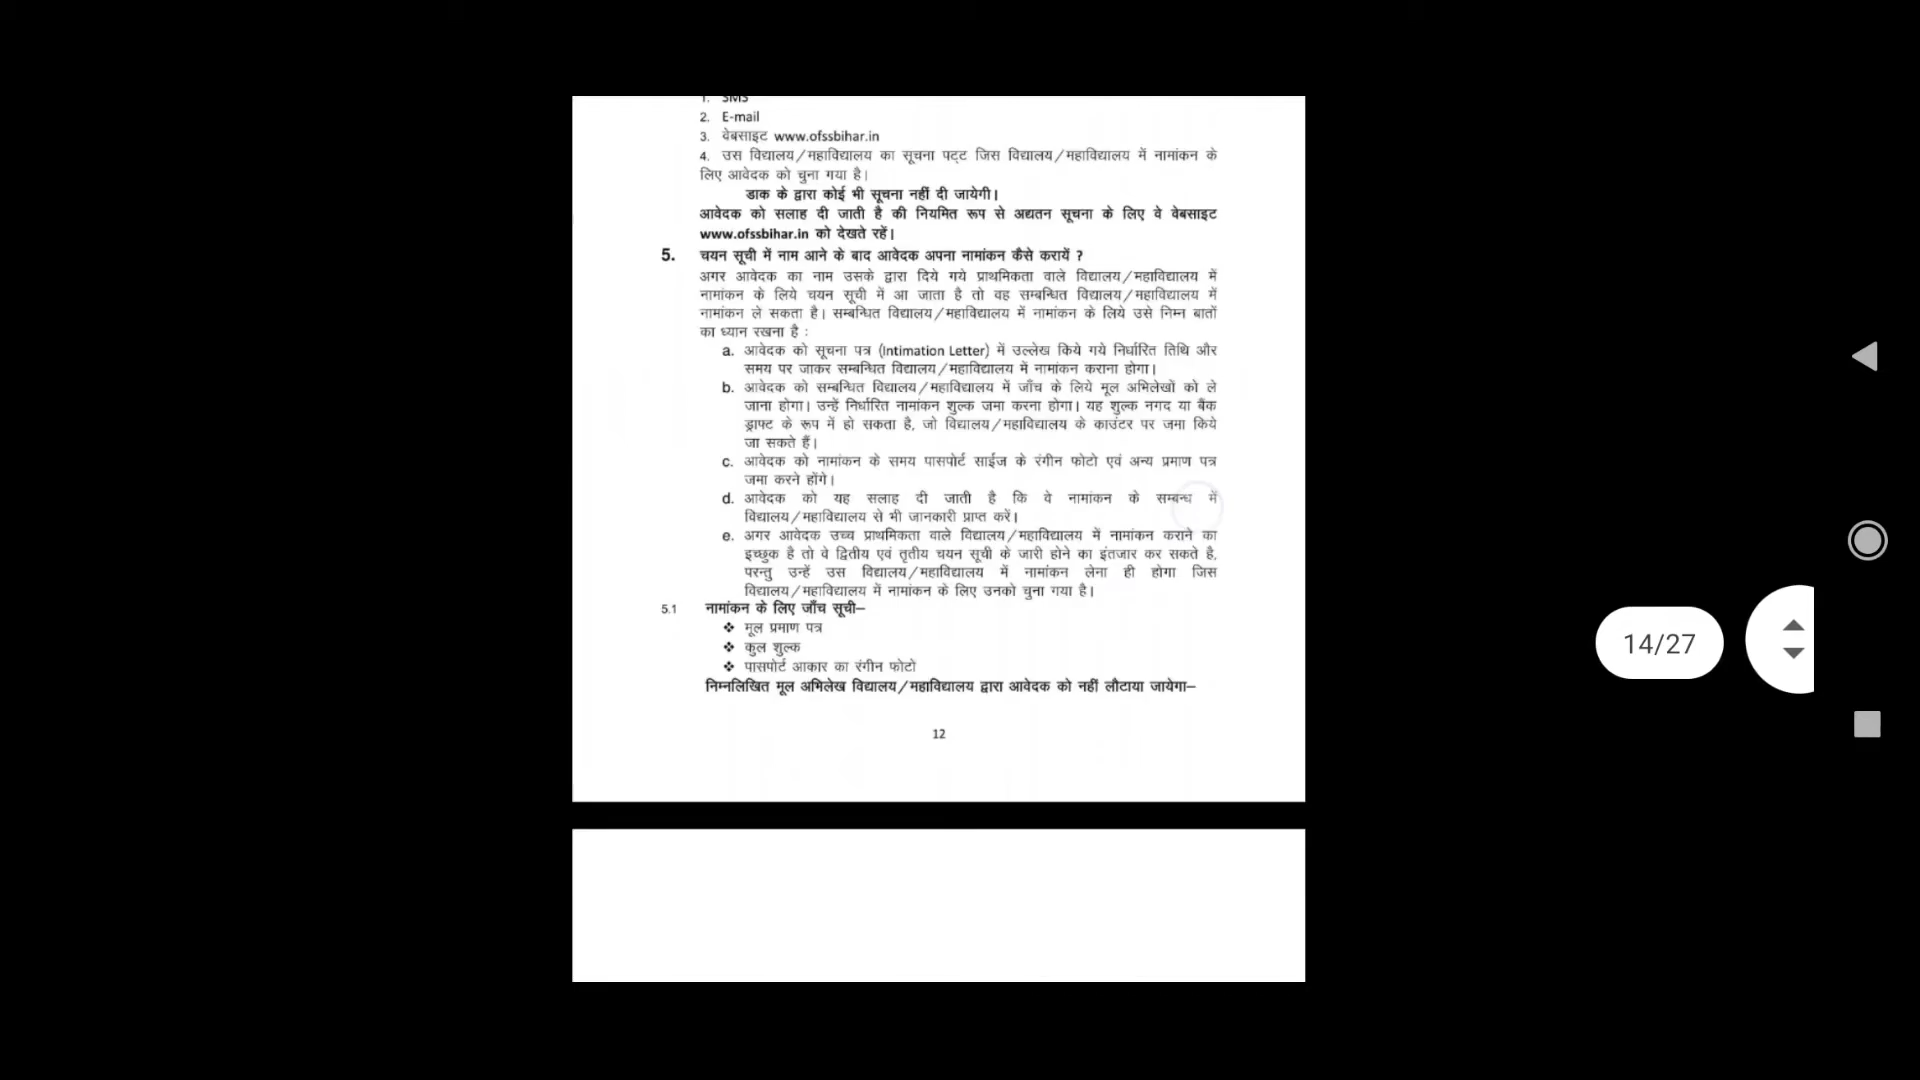 1. SMS
2. E-mail
3. वेबसाइट www.ofssbihar.in
4. उस विद्यालय/महाविद्यालय का सूचना पट्ट जिस विद्यालय/महाविद्यालय में नामांकन के
लिए आवेदक को चुना गया है।
डाक के द्वारा कोई भी सूचना नहीं दी जायेगी।
आवेदक को सलाह दी जाती है की नियमित रूप से अद्यतन सूचना के लिए वे वेबसाइट
www.ofssbihar.in को देखते रहें।
5. चयन सूची में नाम आने के बाद आवेदक अपना नामांकन कैसे करायें ?
अगर आवेदक का नाम उसके द्वारा दिये गये प्राथमिकता वाले विद्यालय/महाविद्यालय में
नामांकन के लिये चयन सूची में आ जाता है तो वह सम्बन्धित विद्यालय/महाविद्यालय में
नामांकन ले सकता है। सम्बन्धित विद्यालय/महाविद्यालय में नामांकन के लिये उसे निम्न बातों
का ध्यान रखना है :
a. आवेदक को सूचना पत्र (Intimation Letter) में उल्लेख किये गये निर्धारित तिथि और
समय पर जाकर सम्बन्धित विद्यालय/महाविद्यालय में नामांकन कराना होगा।
b. आवेदक को सम्बन्धित विद्यालय/महाविद्यालय में जाँच के लिये मूल अभिलेखों को ले
जाना होगा। उन्हें निर्धारित नामांकन शुल्क जमा करना होगा। यह शुल्क नगद या बैंक
ड्राफ्ट के रूप में हो सकता है, जो विद्यालय/महाविद्यालय के काउंटर पर जमा किये
जा सकते हैं।
c. आवेदक को नामांकन के समय पासपोर्ट साईज के रंगीन फोटो एवं अन्य प्रमाण पत्र
जमा करने होंगे।
d. आवेदक को यह सलाह दी जाती है कि वे नामांकन के सम्बन्ध में
विद्यालय/महाविद्यालय से भी जानकारी प्राप्त करें।
e. अगर आवेदक उच्च प्राथमिकता वाले विद्यालय/महाविद्यालय में नामांकन कराने का
इच्छुक है तो वे द्वितीय एवं तृतीय चयन सूची के जारी होने का इंतजार कर सकते है,
परन्तु उन्हें उस विद्यालय/महाविद्यालय में नामांकन लेना ही होगा जिस
विद्यालय/महाविद्यालय में नामांकन के लिए उनको चुना गया है।
5.1 नामांकन के लिए जाँच सूची–
❖ मूल प्रमाण पत्र
❖ कुल शुल्क
❖ पासपोर्ट आकार का रंगीन फोटो
निम्नलिखित मूल अभिलेख विद्यालय/महाविद्यालय द्वारा आवेदक को नहीं लौटाया जायेगा–
12
14/27